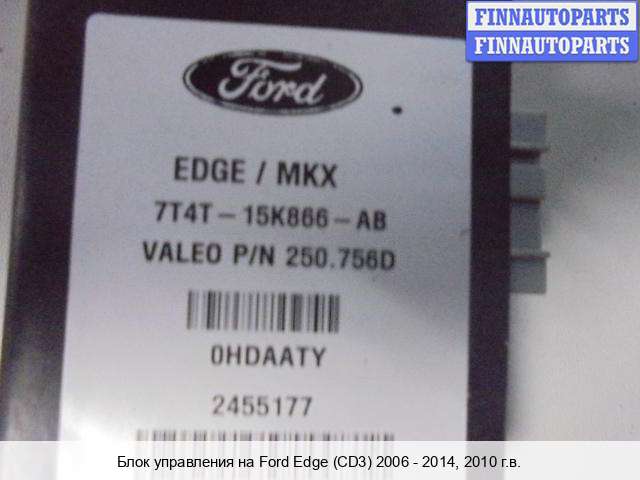 FINNAUTOPARTS
FINNAUTOPARTS
Ford
EDGE / MKX
7T4T-15K866-AB
VALEO P/N 250.756D
0HDAATY
2455177
Блок управления на Ford Edge (CD3) 2006 - 2014, 2010 г.в.